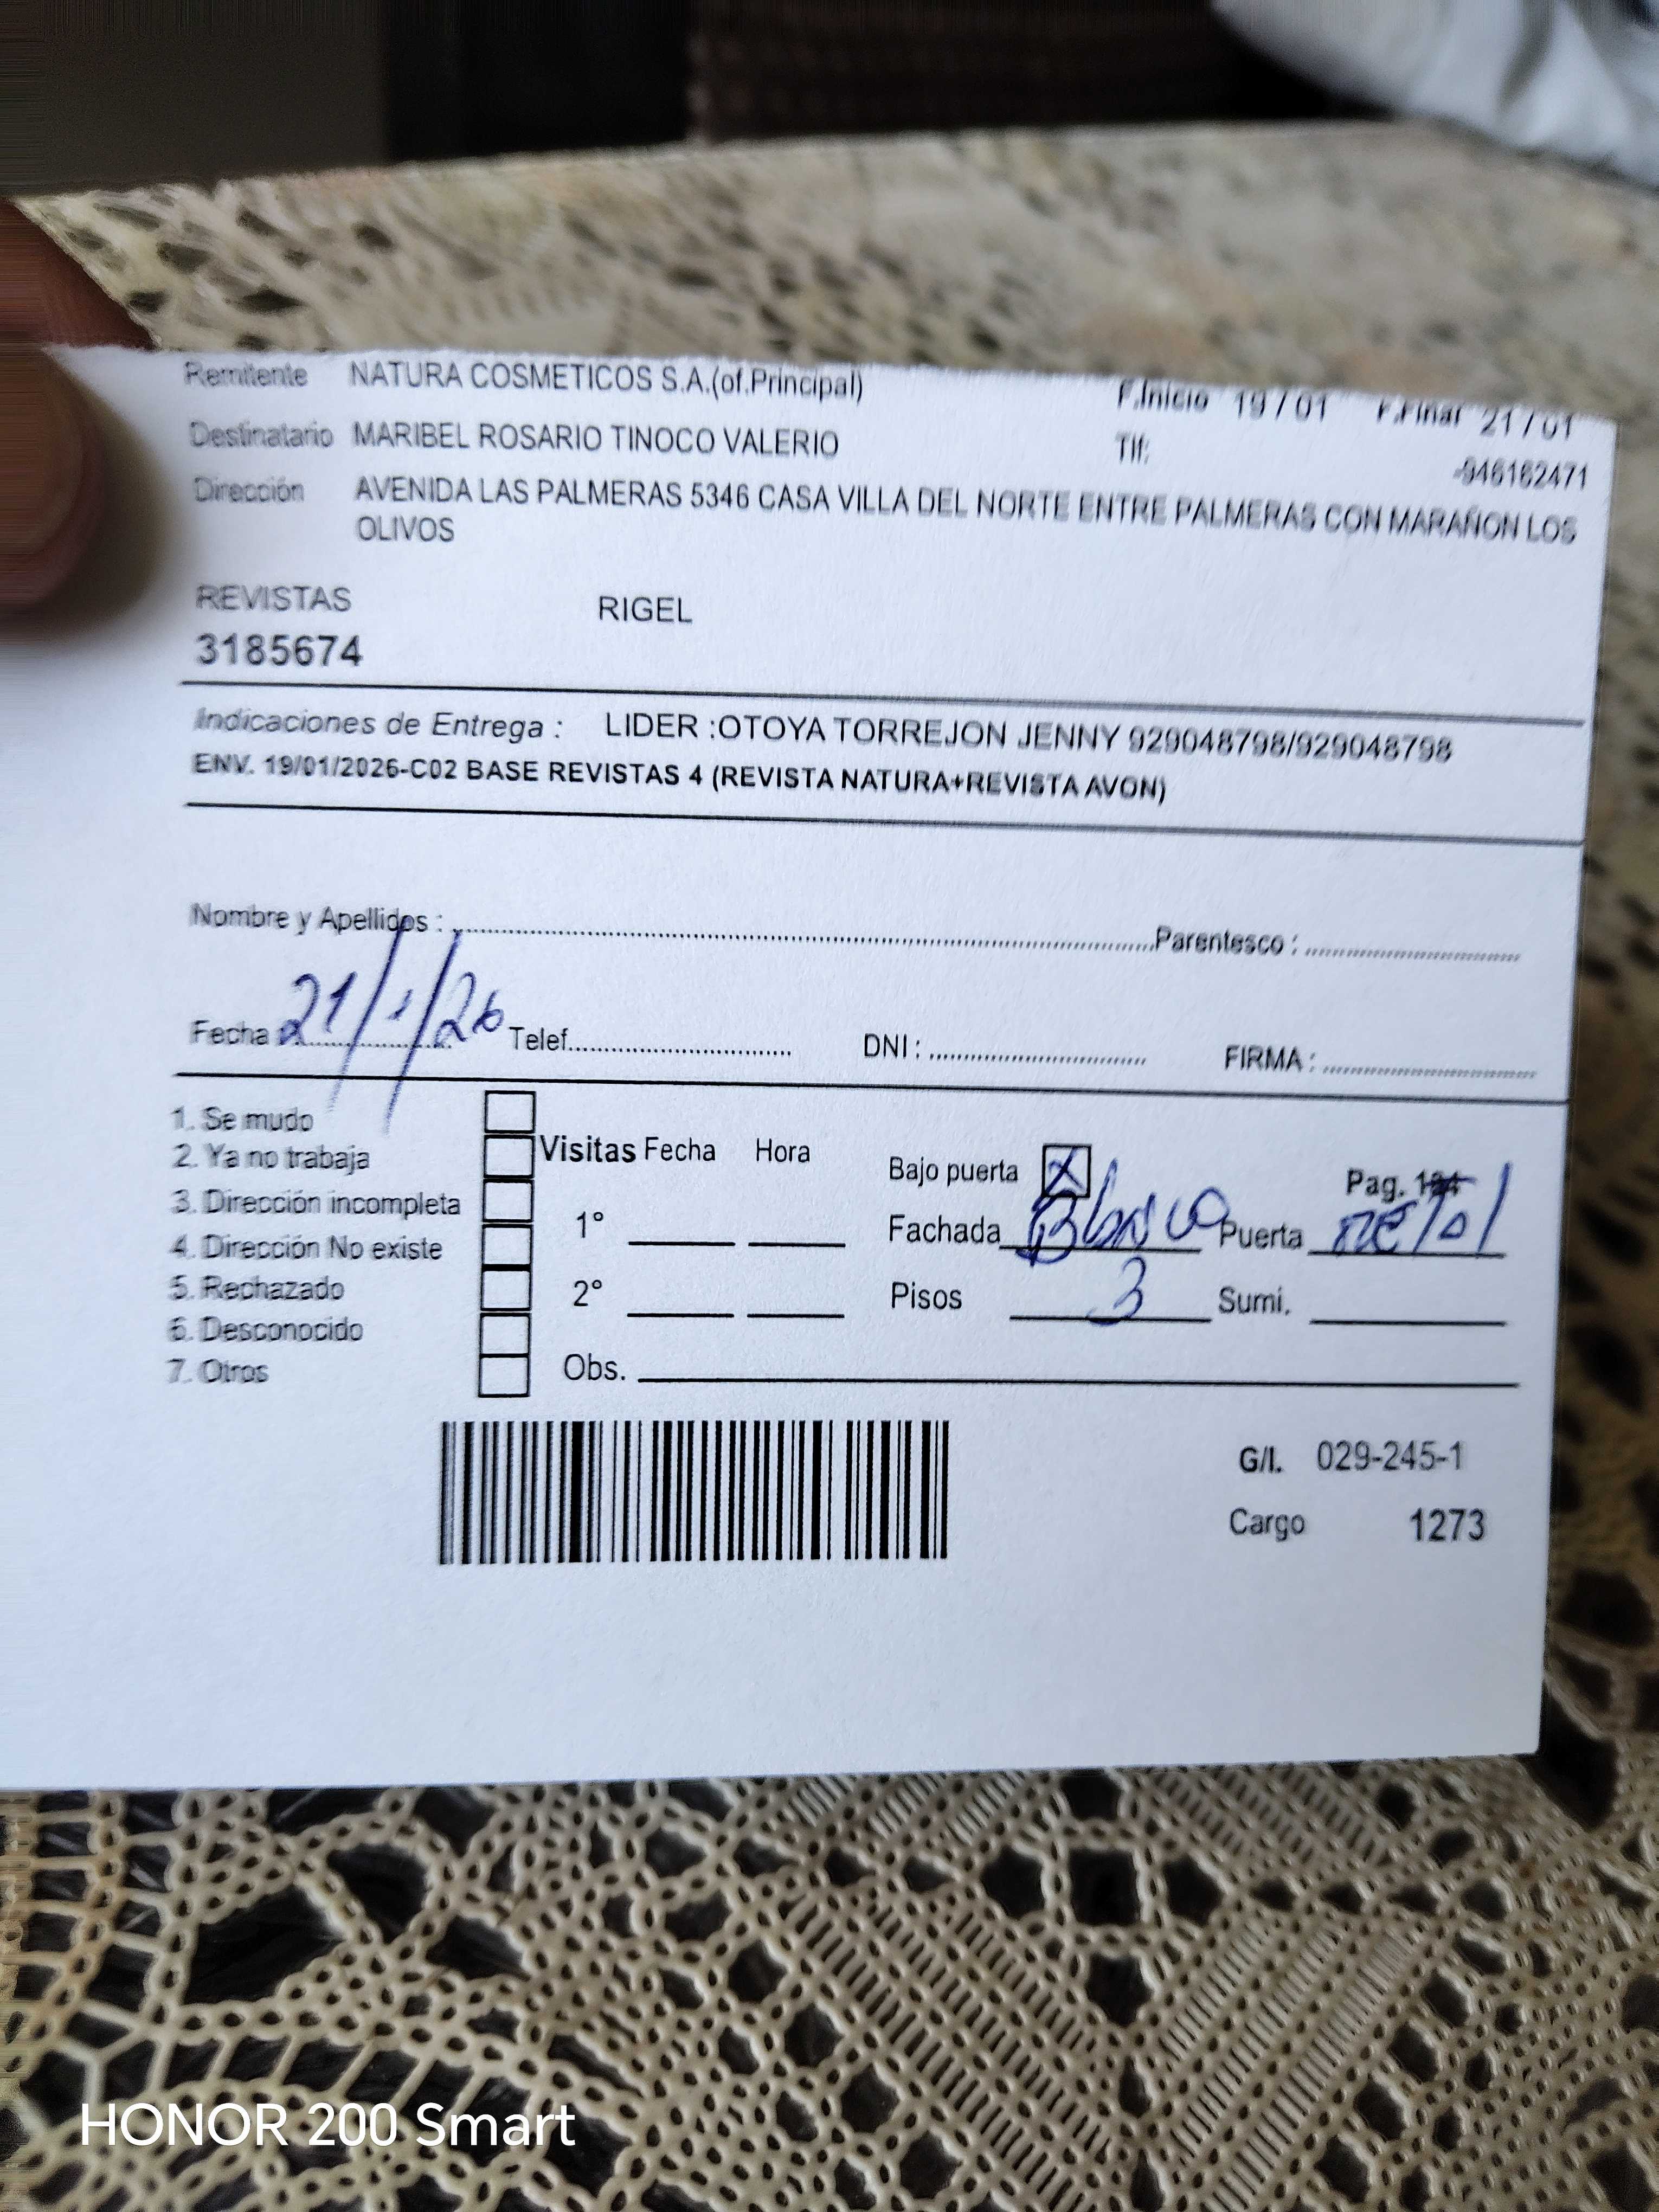 Remitente NATURA COSMETICOS S.A.(of.Principal) F.Inicio 19 / 01 F.Final 21 / 01
Destinatario MARIBEL ROSARIO TINOCO VALERIO Tlf: -946162471
Dirección AVENIDA LAS PALMERAS 5346 CASA VILLA DEL NORTE ENTRE PALMERAS CON MARAÑON LOS
OLIVOS
REVISTAS RIGEL
3185674
Indicaciones de Entrega : LIDER :OTOYA TORREJON JENNY 929048798/929048798
ENV. 19/01/2026-C02 BASE REVISTAS 4 (REVISTA NATURA+REVISTA AVON)
Nombre y Apellidos : Parentesco :
Fecha 21/1/26 Telef. DNI : FIRMA :
1. Se mudo
2. Ya no trabaja
3. Dirección incompleta
4. Dirección No existe
5. Rechazado
6. Desconocido
7. Otros
Visitas Fecha Hora
1°
2°
Obs.
Bajo puerta X Pag.
Fachada Blanco Puerta metal
Pisos 3 Sumi.
G/I. 029-245-1
Cargo 1273
HONOR 200 Smart